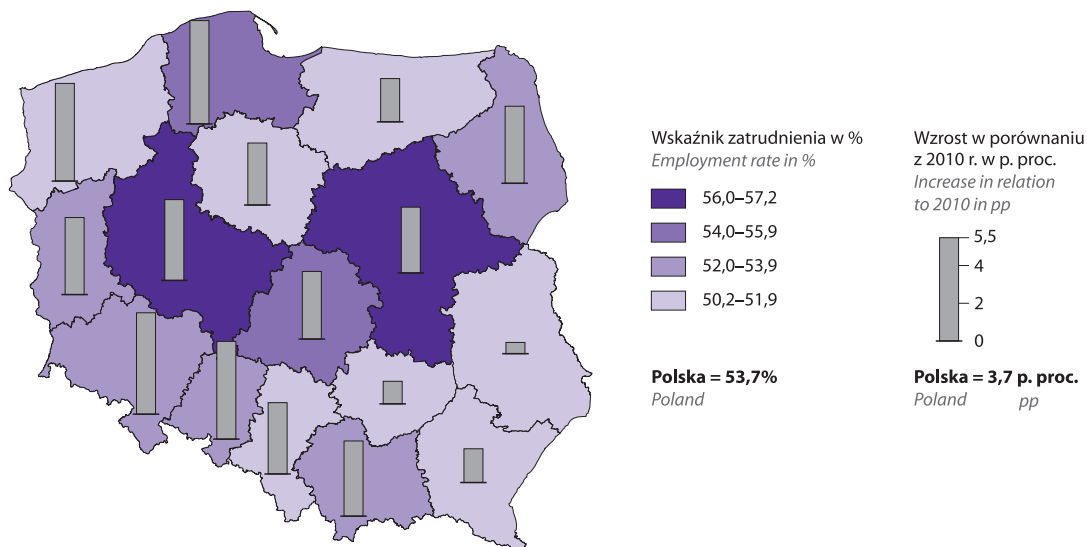 Wskaźnik zatrudnienia w %
Employment rate in %
56,0–57,2
54,0–55,9
52,0–53,9
50,2–51,9
Polska = 53,7%
Poland
Wzrost w porównaniu
z 2010 r. w p. proc.
Increase in relation
to 2010 in pp
5,5
4
2
0
Polska = 3,7 p. proc.
Poland pp